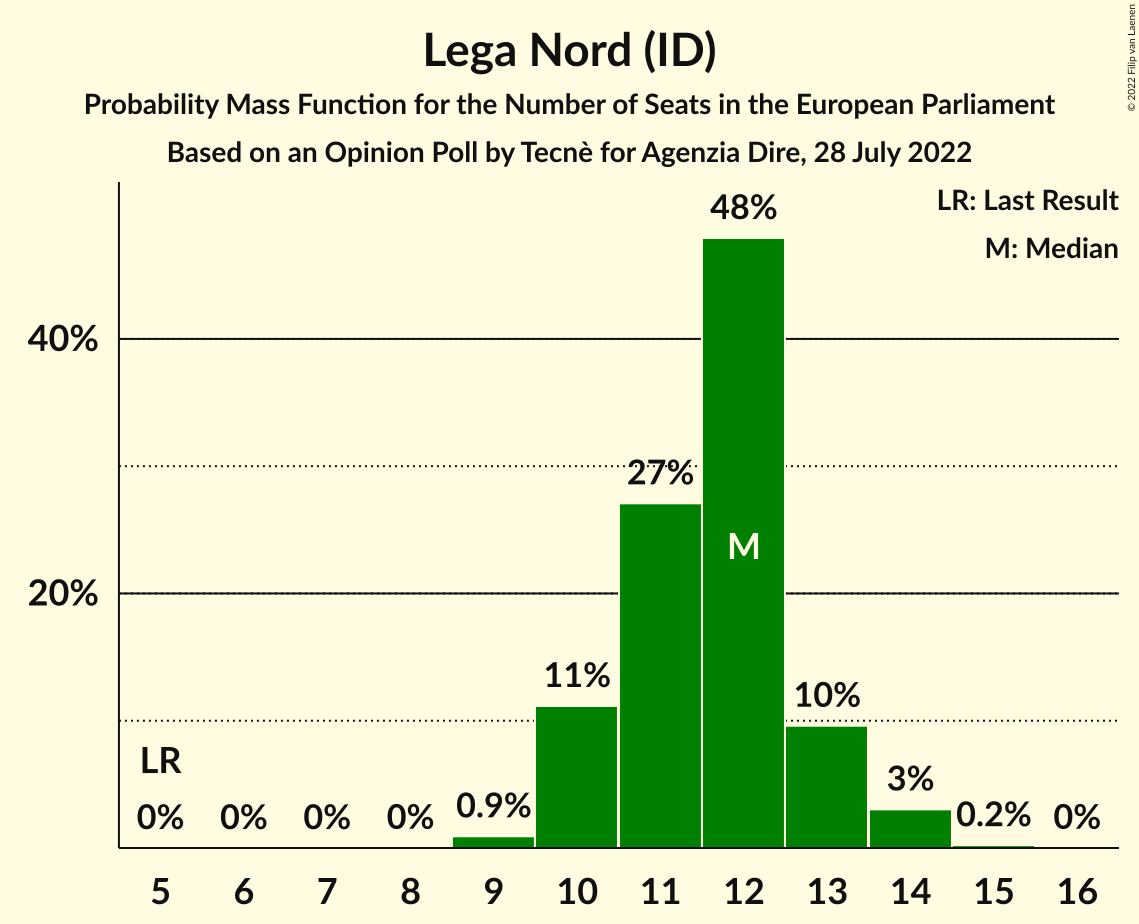 Lega Nord (ID)
Probability Mass Function for the Number of Seats in the European Parliament
Based on an Opinion Poll by Tecnè for Agenzia Dire, 28 July 2022
© 2022 Filip van Laenen
LR: Last Result
M: Median
48%
40%
27%
M
20%
11%
10%
LR
3%
0% 0% 0% 0% 0.9% 0.2% 0%
5 6 7 8 9 10 11 12 13 14 15 16